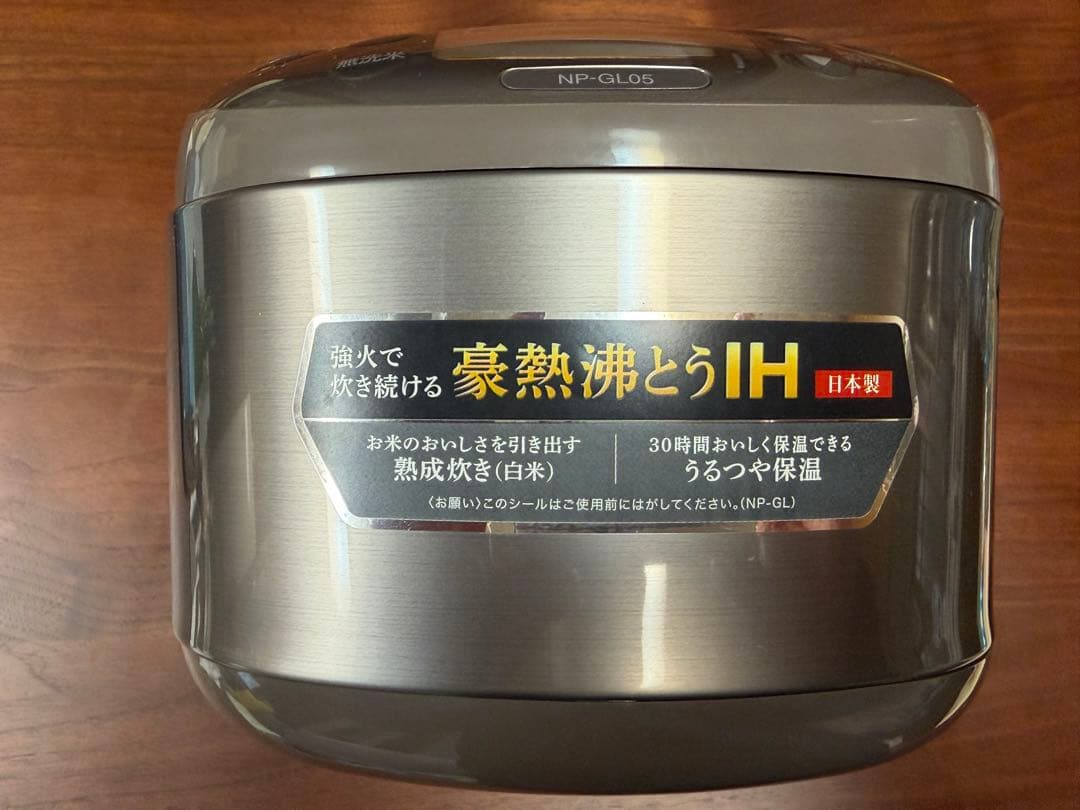 無洗米
NP-GL05
強火で
炊き続ける
豪熱沸とうIH
日本製
お米のおいしさを引き出す
熟成炊き(白米)
30時間おいしく保温できる
うるつや保温
〈お願い〉このシールはご使用前にはがしてください。(NP-GL)